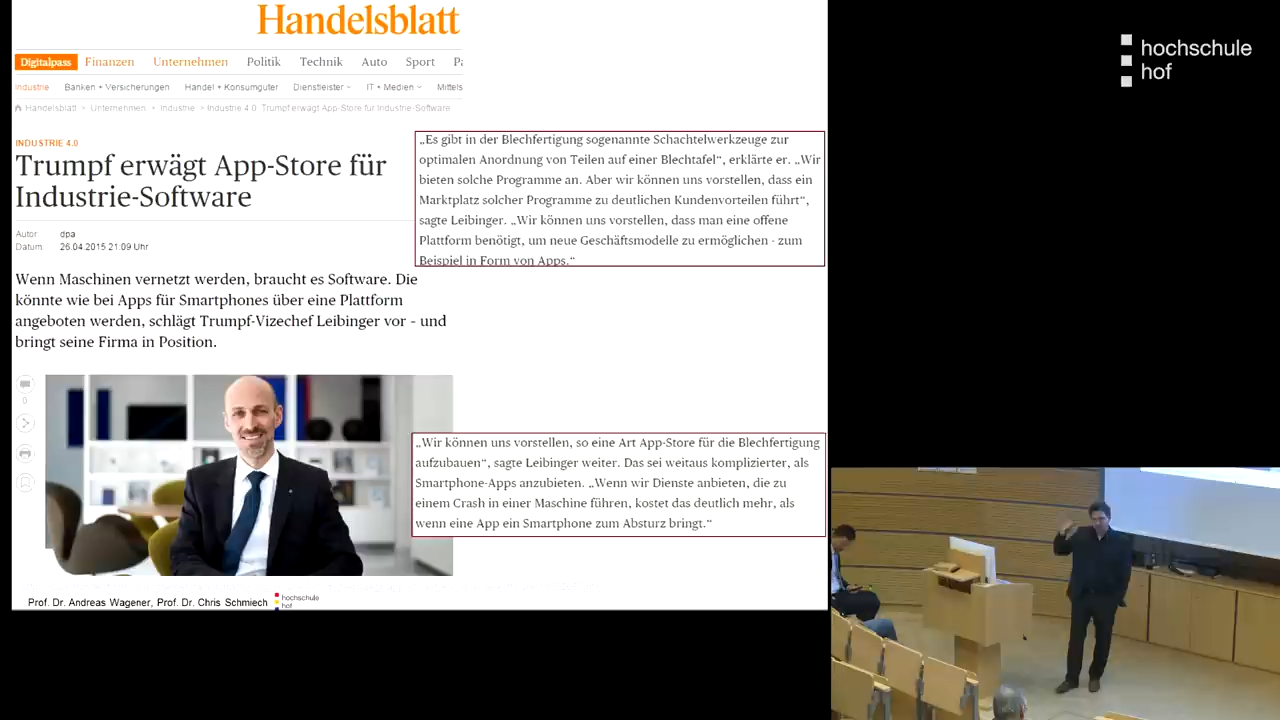 Handelsblatt
Digitalpass Finanzen Unternehmen Politik Technik Auto Sport
Industrie Banken + Versicherungen Handel + Konsumgüter Dienstleister IT + Medien Mittels
Handelsblatt > Unternehmen > Industrie > Industrie 4.0: Trumpf erwägt App-Store für Industrie-Software
INDUSTRIE 4.0
Trumpf erwägt App-Store für
Industrie-Software
Autor dpa
Datum 26.04.2015 21:09 Uhr
Wenn Maschinen vernetzt werden, braucht es Software. Die
könnte wie bei Apps für Smartphones über eine Plattform
angeboten werden, schlägt Trumpf-Vizechef Leibinger vor – und
bringt seine Firma in Position.
0
„Es gibt in der Blechfertigung sogenannte Schachtelwerkzeuge zur
optimalen Anordnung von Teilen auf einer Blechtafel“, erklärte er. „Wir
bieten solche Programme an. Aber wir können uns vorstellen, dass ein
Marktplatz solcher Programme zu deutlichen Kundenvorteilen führt“,
sagte Leibinger. „Wir können uns vorstellen, dass man eine offene
Plattform benötigt, um neue Geschäftsmodelle zu ermöglichen - zum
Beispiel in Form von Apps.“
„Wir können uns vorstellen, so eine Art App-Store für die Blechfertigung
aufzubauen“, sagte Leibinger weiter. Das sei weitaus komplizierter, als
Smartphone-Apps anzubieten. „Wenn wir Dienste anbieten, die zu
einem Crash in einer Maschine führen, kostet das deutlich mehr, als
wenn eine App ein Smartphone zum Absturz bringt.“
Prof. Dr. Andreas Wagener, Prof. Dr. Chris Schmiech
hochschule
hof
hochschule
hof